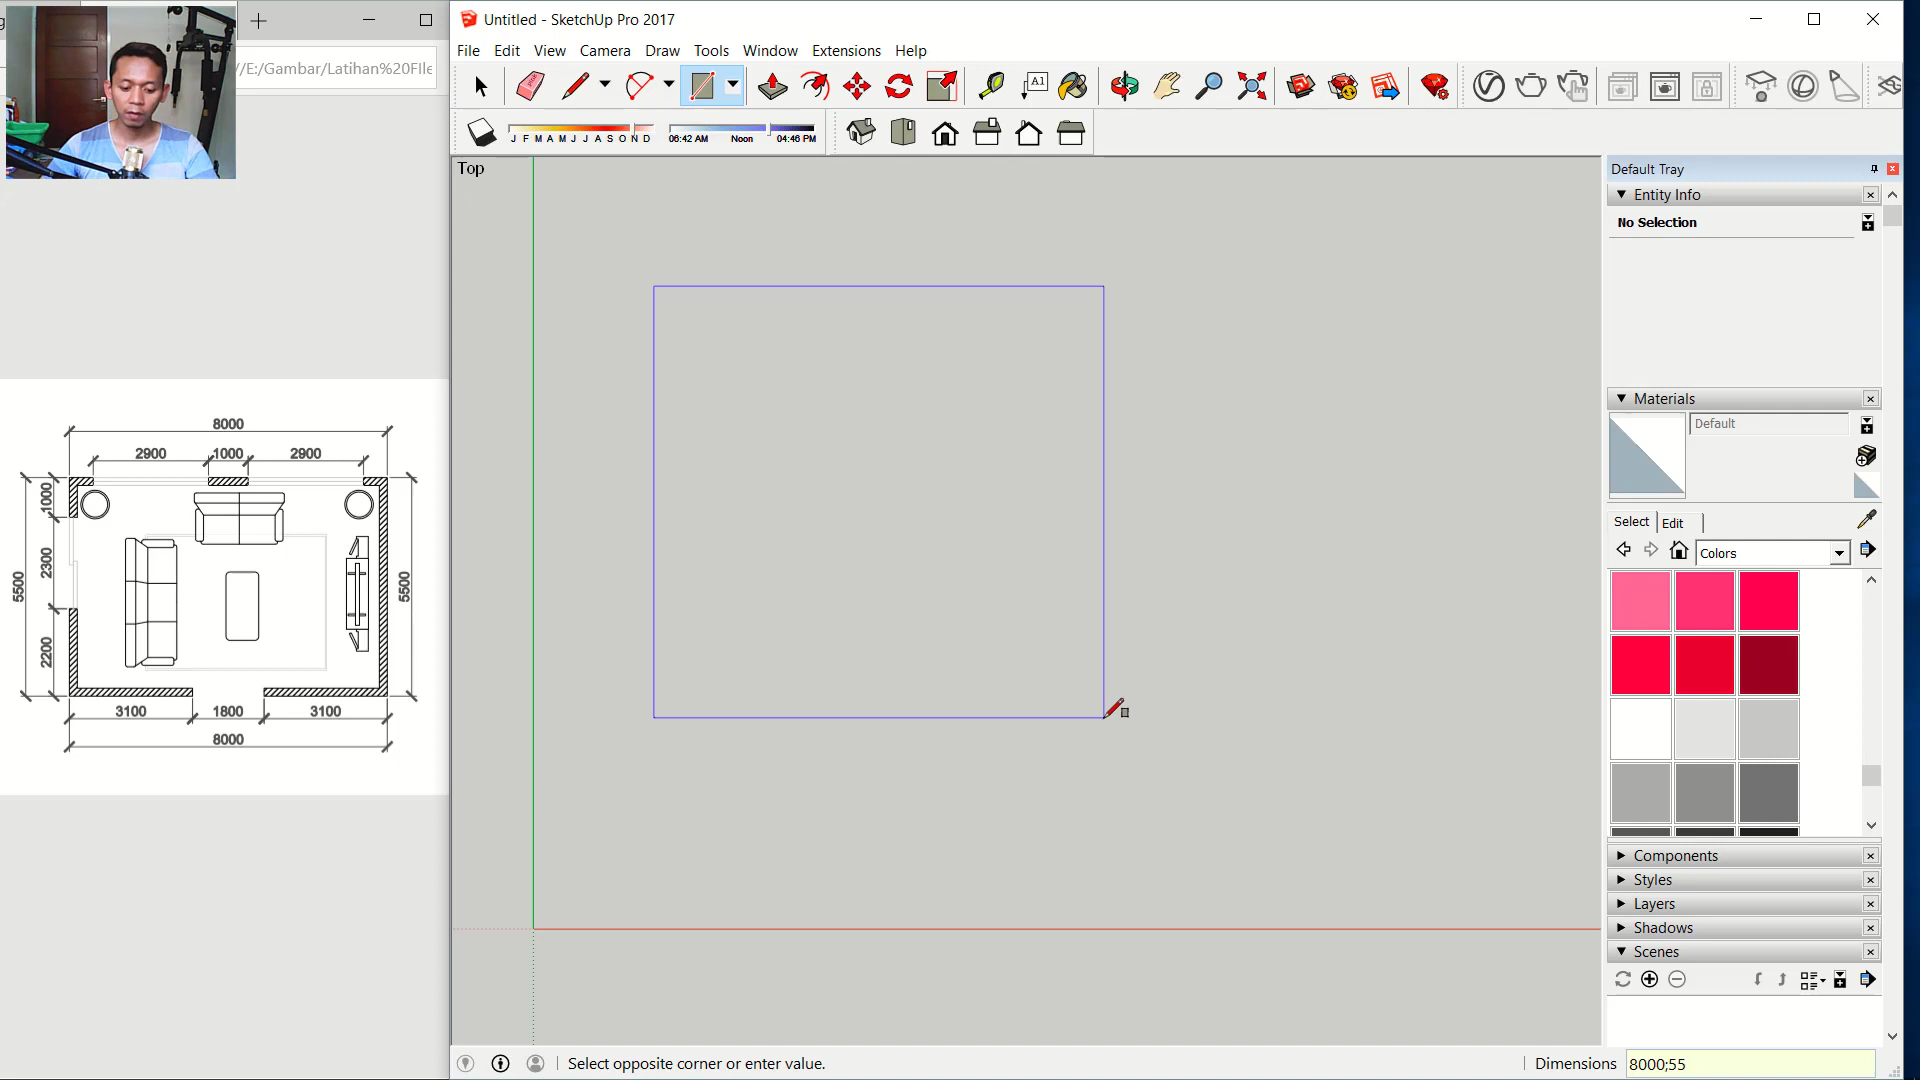 //E:/Gambar/Latihan%20FIle
Untitled - SketchUp Pro 2017
File Edit View Camera Draw Tools Window Extensions Help
A1
J F M A M J J A S O N D
06:42 AM Noon 04:46 PM
Top
Default Tray
Entity Info
No Selection
Materials
Default
Select Edit
Colors
Components
Styles
Layers
Shadows
Scenes
8000
2900 1000 2900
1000
2300
2200
5500
5500
3100 1800 3100
8000
Select opposite corner or enter value.
Dimensions 8000;55